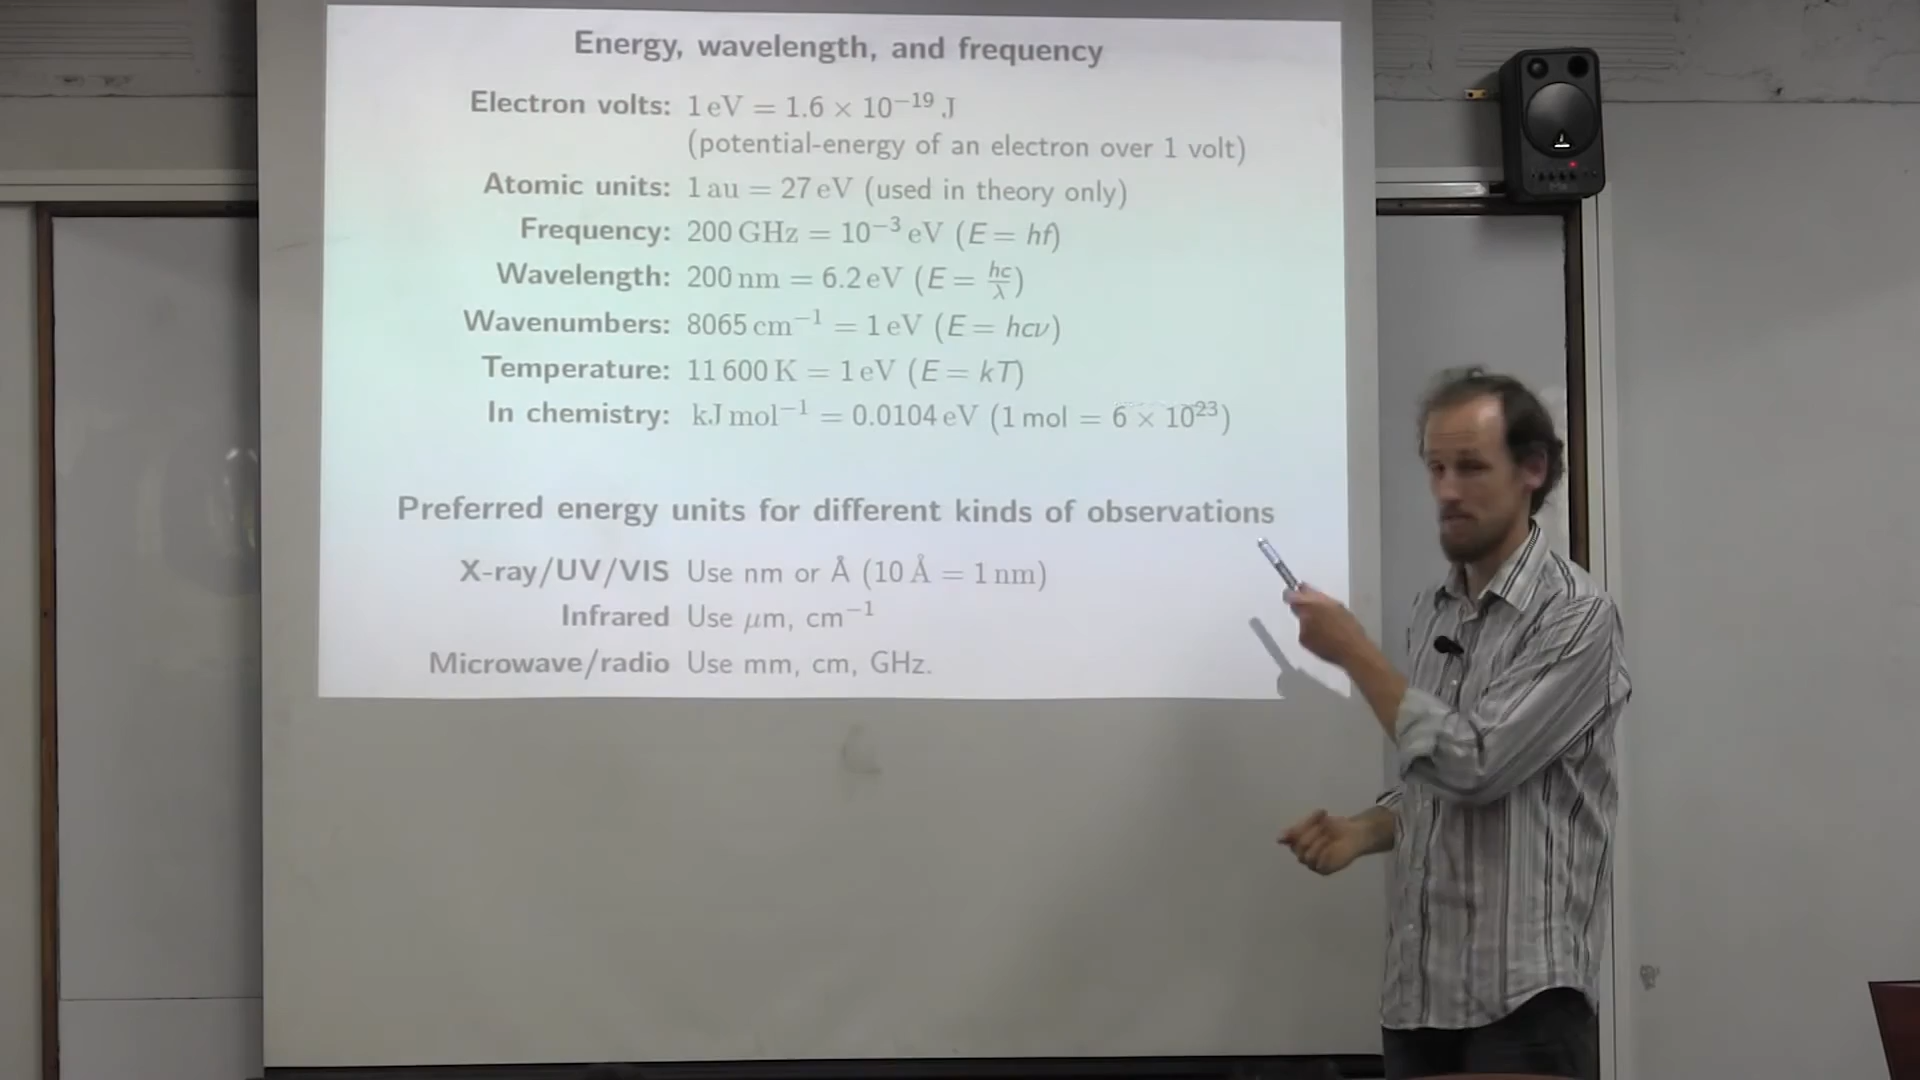 Energy, wavelength, and frequency
Electron volts: 1 eV = 1.6 × 10⁻¹⁹ J
(potential-energy of an electron over 1 volt)
Atomic units: 1 au = 27 eV (used in theory only)
Frequency: 200 GHz = 10⁻³ eV (E = hf)
Wavelength: 200 nm = 6.2 eV (E = hc/λ)
Wavenumbers: 8065 cm⁻¹ = 1 eV (E = hcν)
Temperature: 11 600 K = 1 eV (E = kT)
In chemistry: kJ mol⁻¹ = 0.0104 eV (1 mol = 6 × 10²³)
Preferred energy units for different kinds of observations
X-ray/UV/VIS Use nm or Å (10 Å = 1 nm)
Infrared Use μm, cm⁻¹
Microwave/radio Use mm, cm, GHz.